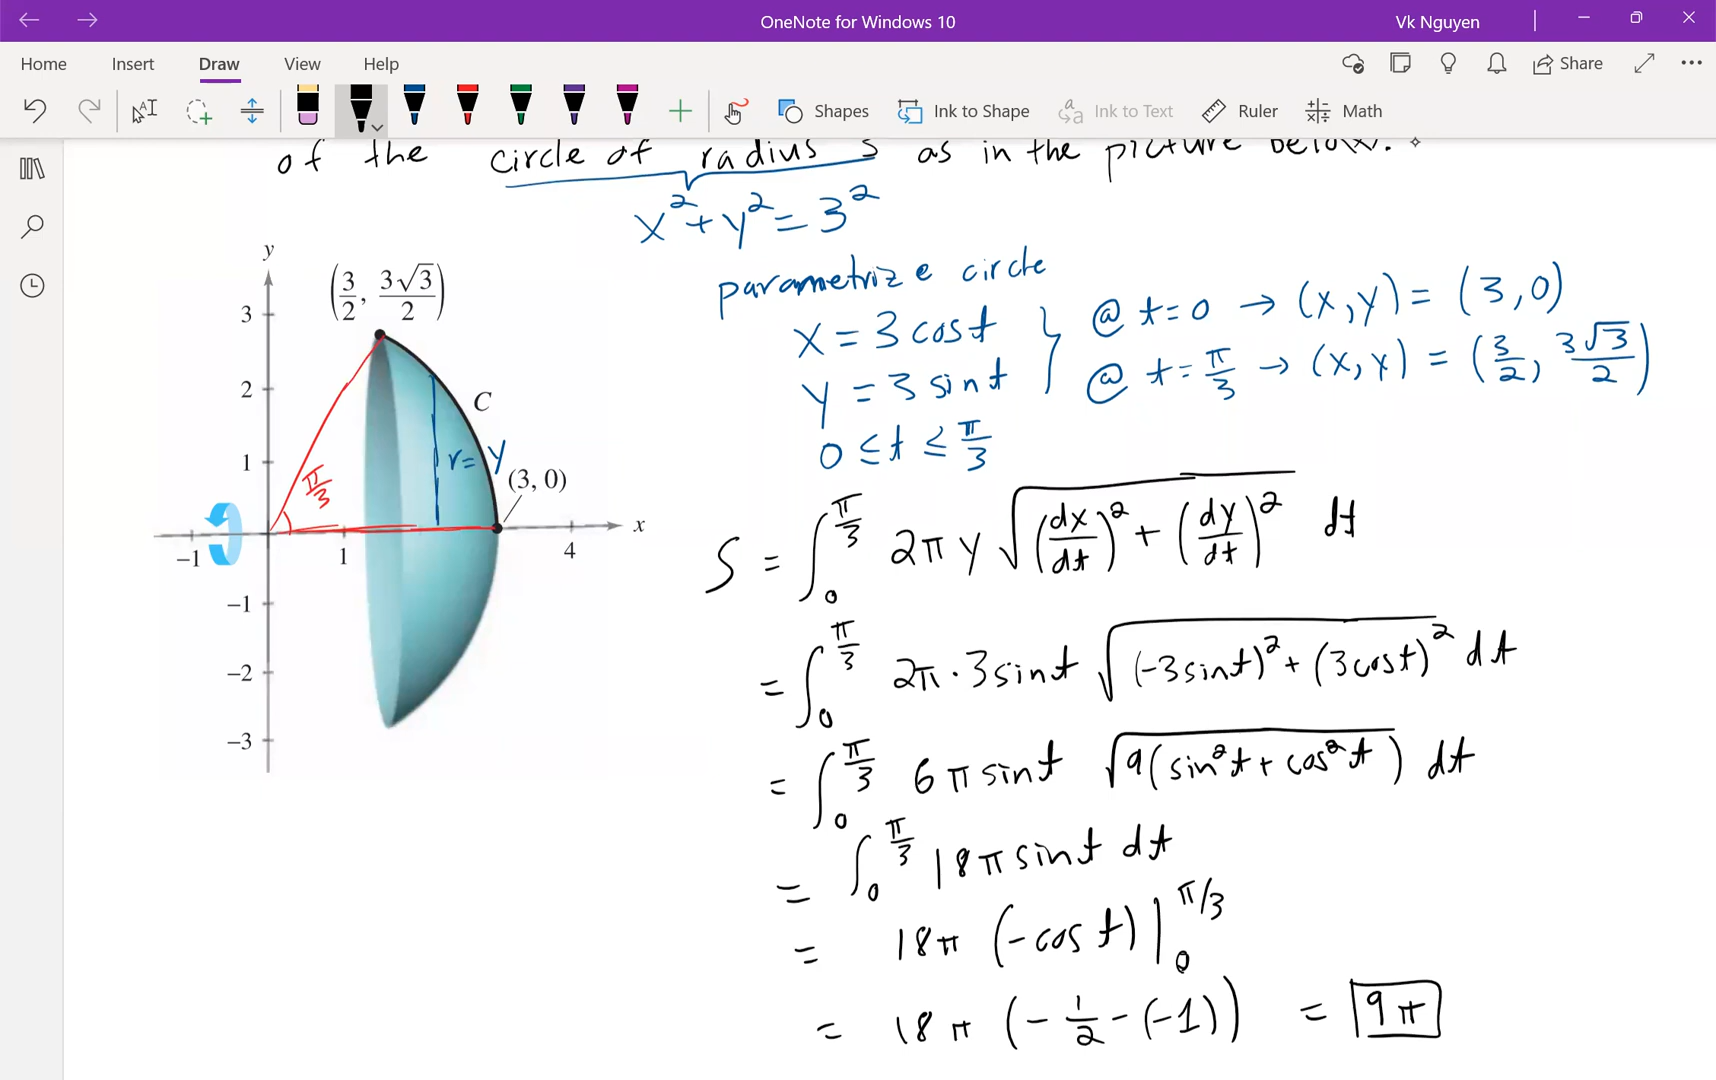 OneNote for Windows 10
Vk Nguyen
Home Insert Draw View Help
Share
Shapes Ink to Shape Ink to Text Ruler Math
of the circle of radius 3 as in the picture below.
x² + y² = 3²
parametrize circle
x = 3 cos t } @ t = 0 → (x, y) = (3, 0)
y = 3 sin t } @ t = π/3 → (x, y) = (3/2, 3√3/2)
0 ≤ t ≤ π/3
y
(3/2, 3√3/2)
3
2
C
1
r = y
(3, 0)
π/3
x
−1
1
4
−1
−2
−3
S = ∫₀^(π/3) 2π y √((dx/dt)² + (dy/dt)²) dt
= ∫₀^(π/3) 2π · 3 sin t √((-3 sin t)² + (3 cos t)²) dt
= ∫₀^(π/3) 6π sin t √(9(sin² t + cos² t)) dt
= ∫₀^(π/3) 18π sin t dt
= 18π (-cos t) |₀^(π/3)
= 18π (-1/2 - (-1)) = 9π